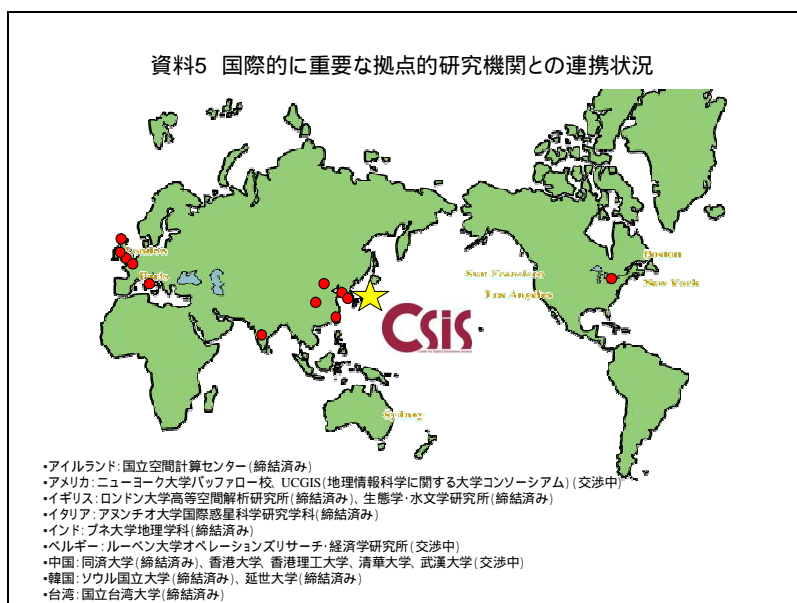 資料5 国際的に重要な拠点的研究機関との連携状況
London
Paris
Boston
San Francisco
New York
Los Angeles
Csis
Sydney
•アイルランド:国立空間計算センター(締結済み)
•アメリカ:ニューヨーク大学バッファロー校、UCGIS(地理情報科学に関する大学コンソーシアム)(交渉中)
•イギリス:ロンドン大学高等空間解析研究所(締結済み)、生態学・水文学研究所(締結済み)
•イタリア:アヌンチオ大学国際惑星科学研究学科(締結済み)
•インド:プネ大学地理学科(締結済み)
•ベルギー:ルーベン大学オペレーションズリサーチ・経済学研究所(交渉中)
•中国:同済大学(締結済み)、香港大学、香港理工大学、清華大学、武漢大学(交渉中)
•韓国:ソウル国立大学(締結済み)、延世大学(締結済み)
•台湾:国立台湾大学(締結済み)